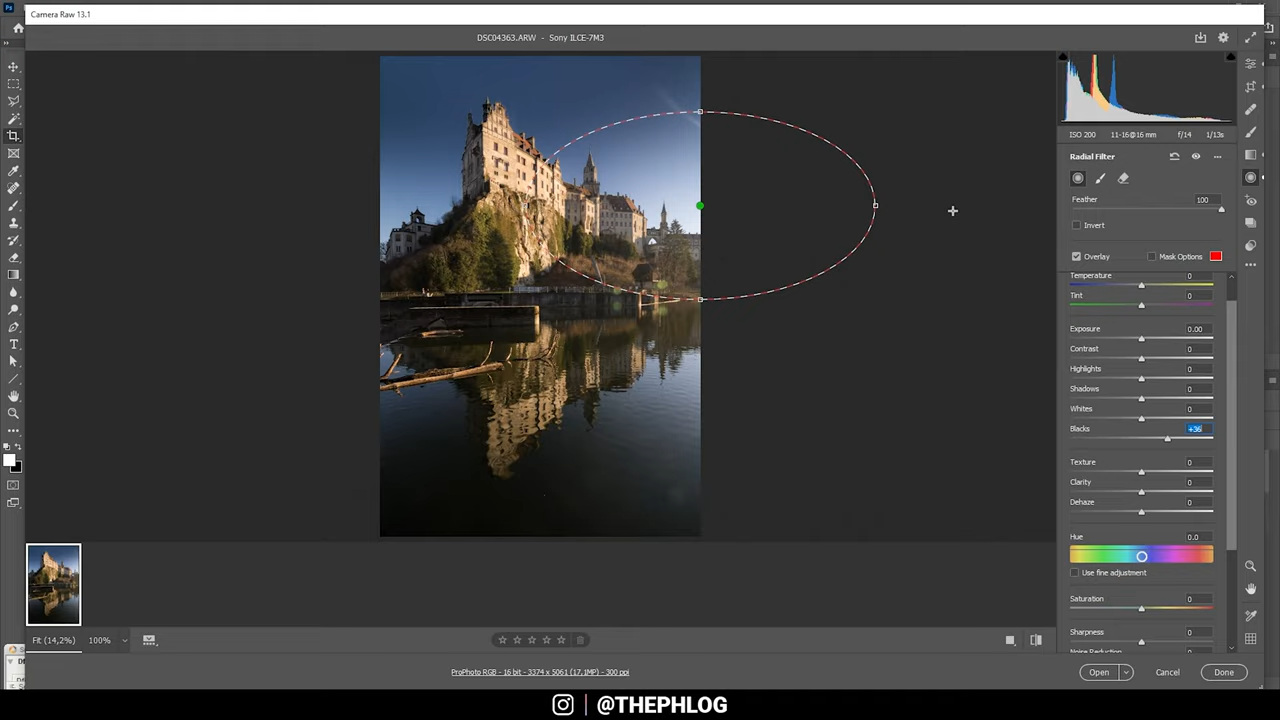 Ps
Camera Raw 13.1
DSC04363.ARW - Sony ILCE-7M3
ISO 200 11-16@16 mm f/14 1/13s
Radial Filter
Feather 100
Invert
Overlay Mask Options
Temperature 0
Tint 0
Exposure 0.00
Contrast 0
Highlights 0
Shadows 0
Whites 0
Blacks +36
Texture 0
Clarity 0
Dehaze 0
Hue 0.0
Use fine adjustment
Saturation 0
Sharpness 0
Noise Reduction
Fit (14,2%) 100%
ProPhoto RGB - 16 bit - 3374 x 5061 (17,1MP) - 300 ppi
Open Cancel Done
@THEPHLOG